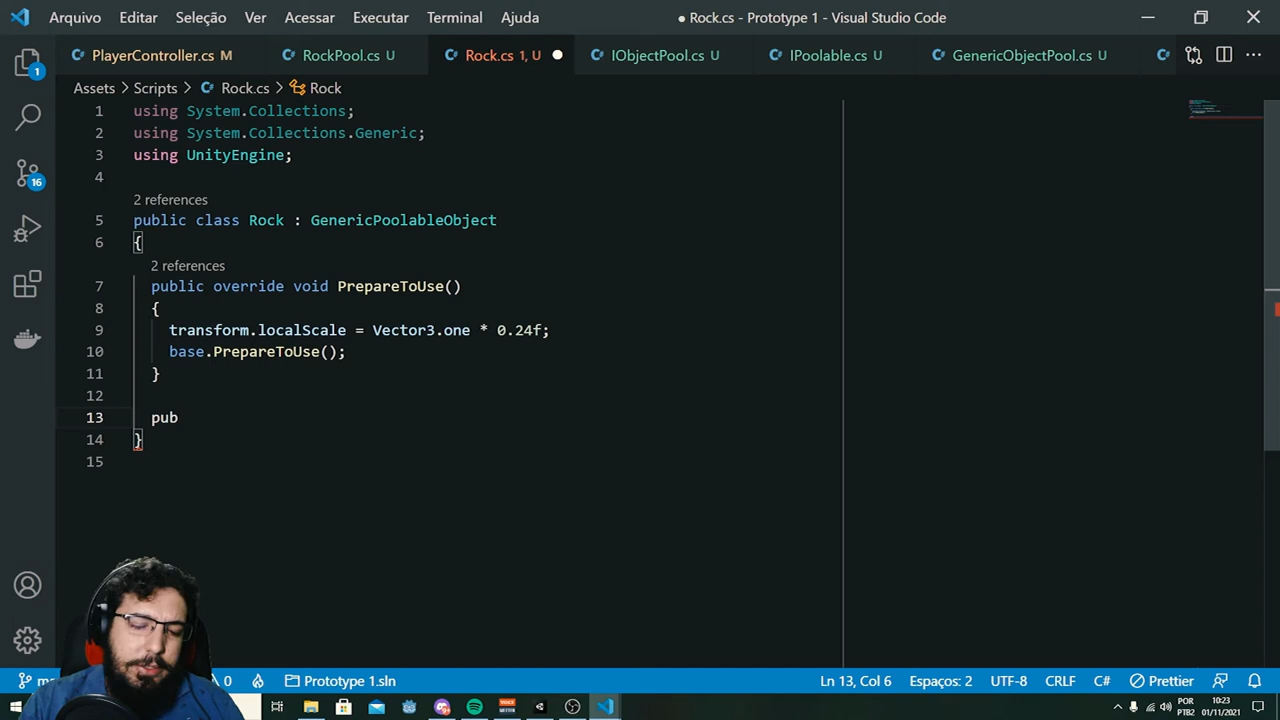 Arquivo Editar Seleção Ver Acessar Executar Terminal Ajuda ● Rock.cs - Prototype 1 - Visual Studio Code
PlayerController.cs M RockPool.cs U Rock.cs 1, U IObjectPool.cs U IPoolable.cs U GenericObjectPool.cs U
1
Assets > Scripts > Rock.cs > Rock
1 using System.Collections;
2 using System.Collections.Generic;
3 using UnityEngine;
16
4
2 references
5 public class Rock : GenericPoolableObject
6 {
2 references
7 public override void PrepareToUse()
8 {
9 transform.localScale = Vector3.one * 0.24f;
10 base.PrepareToUse();
11 }
12
13 pub
14 }
15
0 Prototype 1.sln Ln 13, Col 6 Espaços: 2 UTF-8 CRLF C# Prettier
POR
PTB2
10:23
01/11/2021